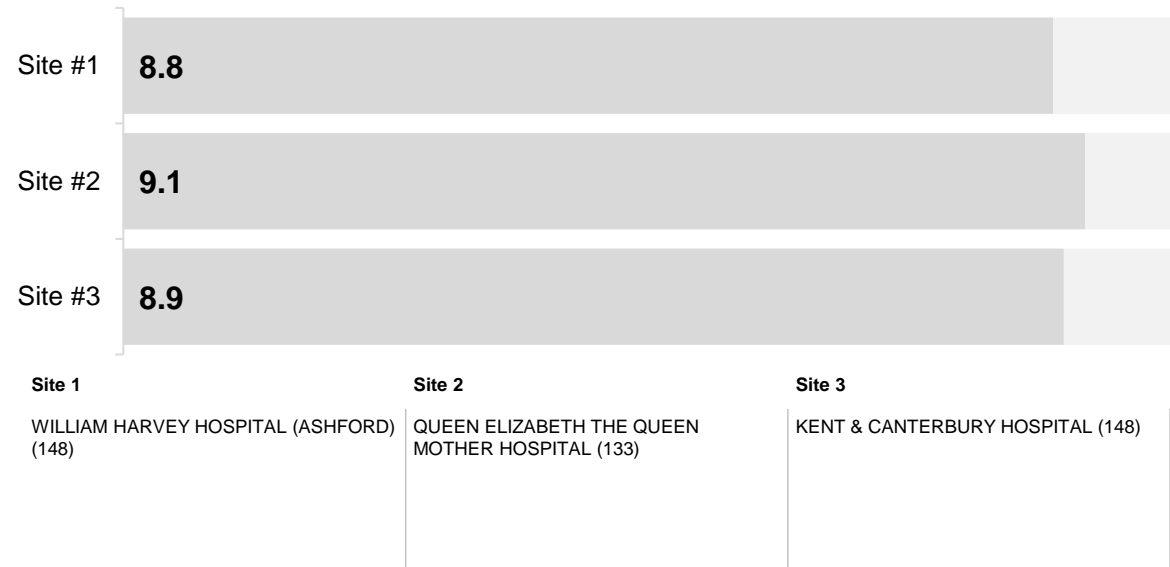 Site #1 8.8
Site #2 9.1
Site #3 8.9
Site 1
WILLIAM HARVEY HOSPITAL (ASHFORD)
(148)
Site 2
QUEEN ELIZABETH THE QUEEN
MOTHER HOSPITAL (133)
Site 3
KENT & CANTERBURY HOSPITAL (148)